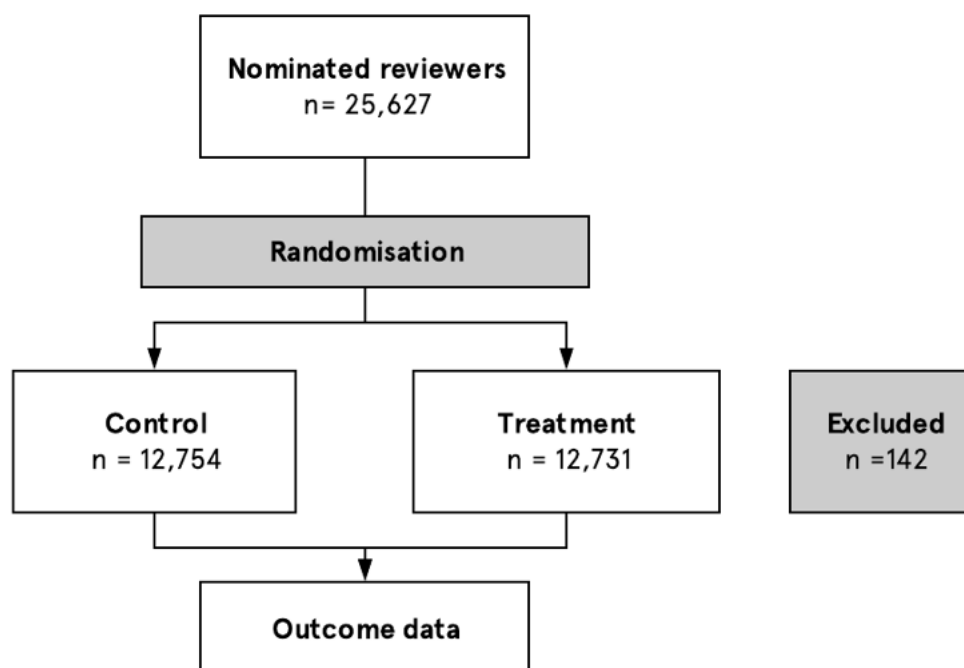 Nominated reviewers
n= 25,627
Randomisation
Control
n = 12,754
Treatment
n = 12,731
Excluded
n =142
Outcome data